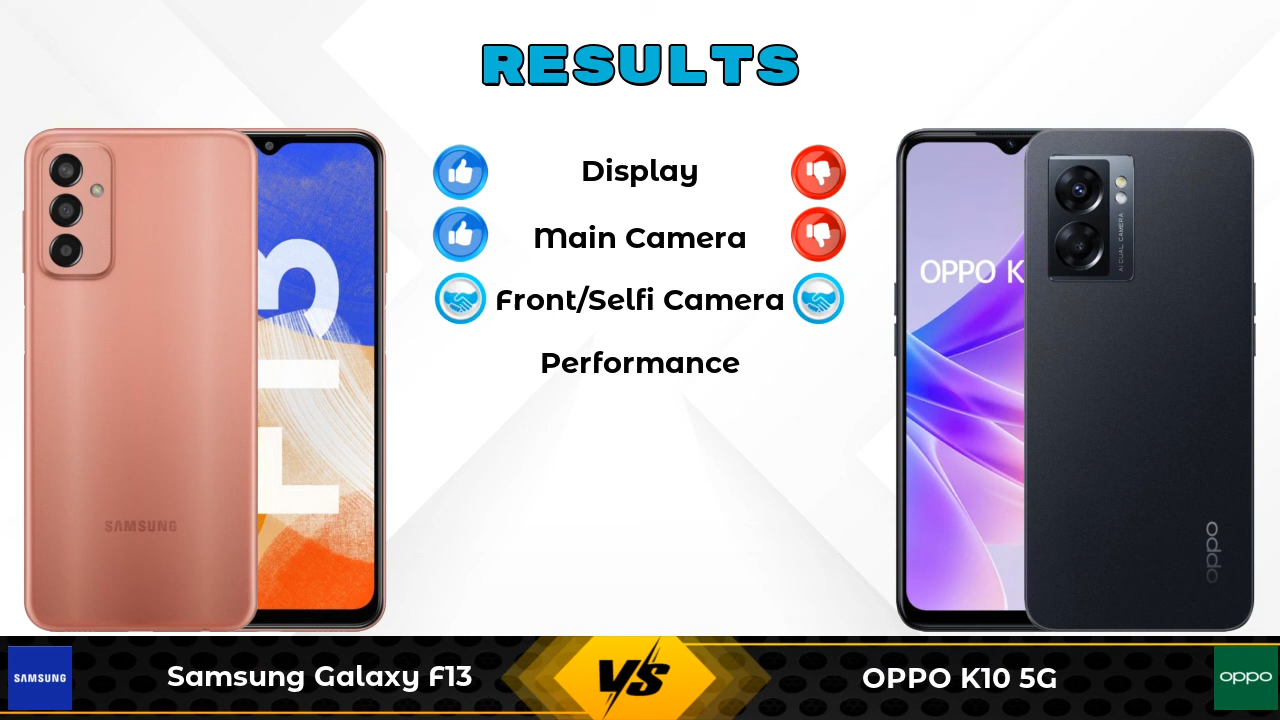 RESULTS
Display
Main Camera
Front/Selfi Camera
Performance
SAMSUNG
F13
OPPO K
AI DUAL CAMERA
oppo
SAMSUNG
Samsung Galaxy F13
VS
OPPO K10 5G
oppo